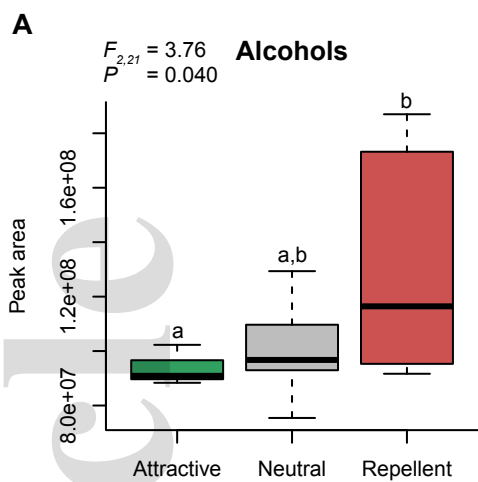 A
F2,21 = 3.76
P = 0.040
Alcohols
Peak area
8.0e+07
1.2e+08
1.6e+08
a
a,b
b
Attractive
Neutral
Repellent
cle